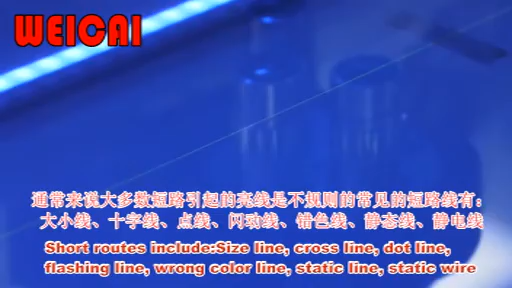 WEICAI
通常来说大多数短路引起的亮线是不规则的常见的短路线有：
大小线、十字线、点线、闪动线、错色线、静态线、静电线
Short routes include:Size line, cross line, dot line,
flashing line, wrong color line, static line, static wire